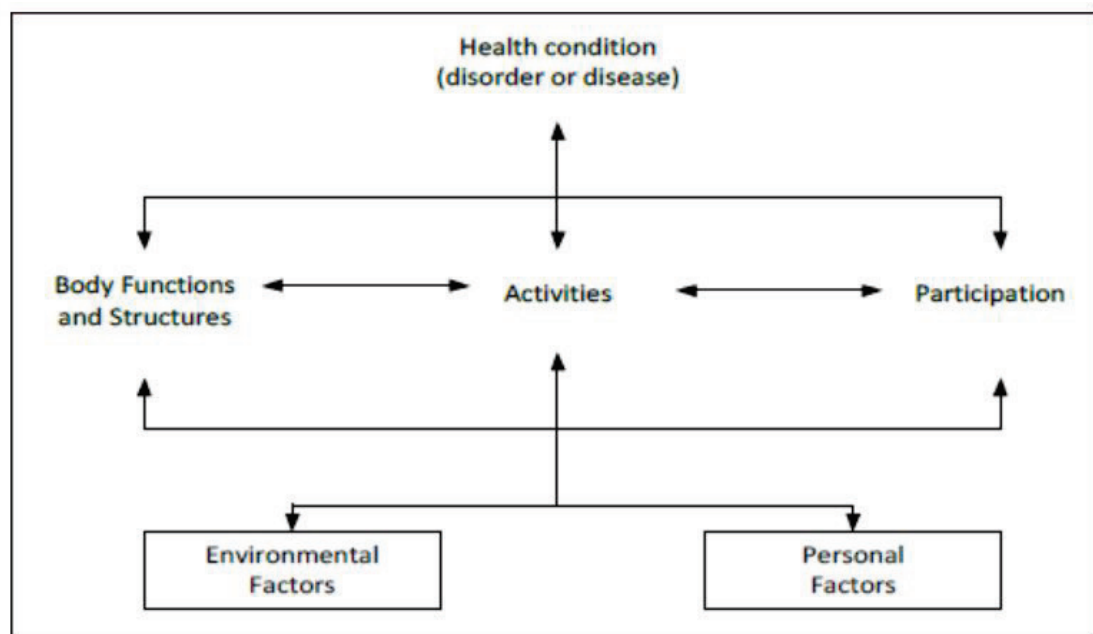 Health condition
(disorder or disease)
Body Functions
and Structures
Activities
Participation
Environmental
Factors
Personal
Factors